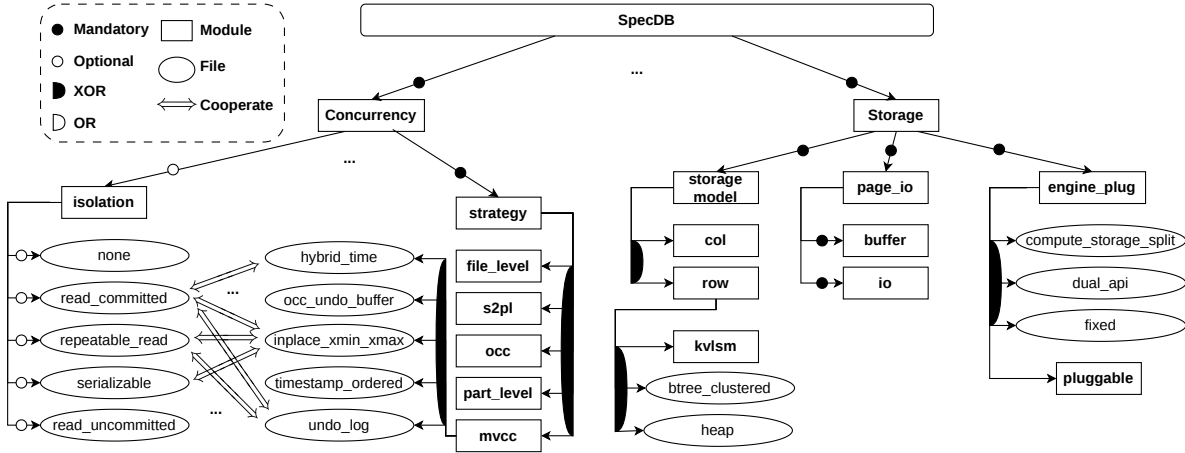 SpecDB
Mandatory
Module
Optional
File
XOR
Cooperate
OR
...
Concurrency
Storage
...
isolation
strategy
storage
model
page_io
engine_plug
none
hybrid_time
file_level
col
buffer
compute_storage_split
read_committed
...
occ_undo_buffer
s2pl
row
io
dual_api
repeatable_read
inplace_xmin_xmax
occ
kvlsm
fixed
serializable
timestamp_ordered
part_level
btree_clustered
pluggable
...
read_uncommitted
undo_log
mvcc
heap